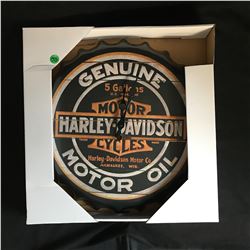 GENUINE
5 Gallons
MOTOR
HARLEY-DAVIDSON
CYCLES
Harley-Davidson Motor Co.
MILWAUKEE, WIS.
MOTOR OIL